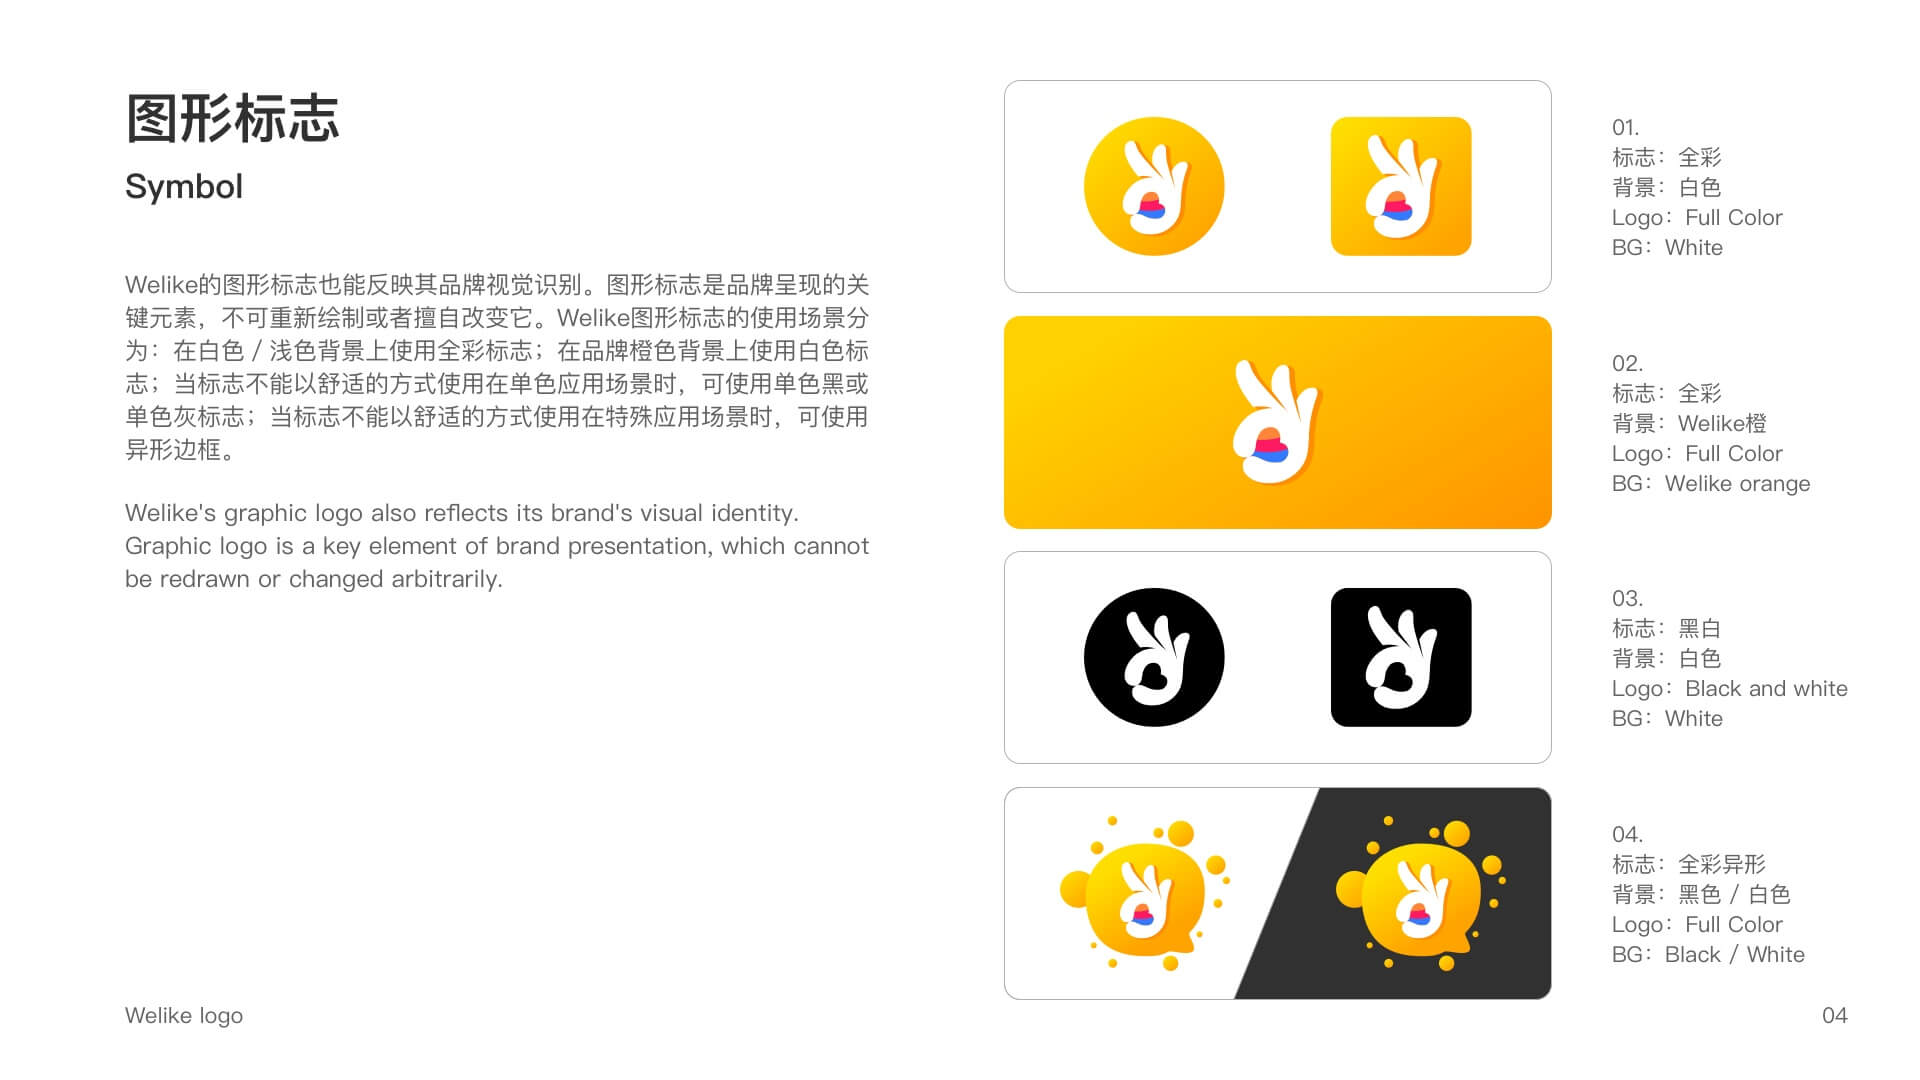 图形标志
Symbol
Welike的图形标志也能反映其品牌视觉识别。图形标志是品牌呈现的关
键元素，不可重新绘制或者擅自改变它。Welike图形标志的使用场景分
为：在白色 / 浅色背景上使用全彩标志；在品牌橙色背景上使用白色标
志；当标志不能以舒适的方式使用在单色应用场景时，可使用单色黑或
单色灰标志；当标志不能以舒适的方式使用在特殊应用场景时，可使用
异形边框。
Welike's graphic logo also reflects its brand's visual identity.
Graphic logo is a key element of brand presentation, which cannot
be redrawn or changed arbitrarily.
01.
标志：全彩
背景：白色
Logo：Full Color
BG：White
02.
标志：全彩
背景：Welike橙
Logo：Full Color
BG：Welike orange
03.
标志：黑白
背景：白色
Logo：Black and white
BG：White
04.
标志：全彩异形
背景：黑色 / 白色
Logo：Full Color
BG：Black / White
Welike logo
04